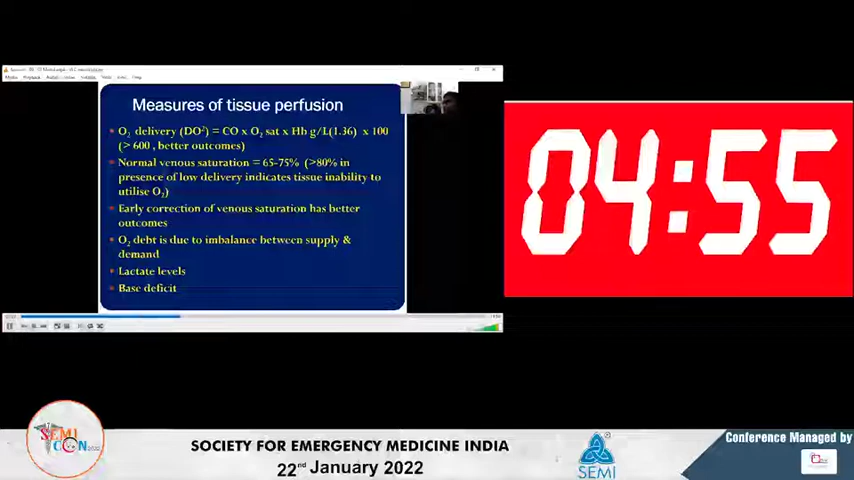 Measures of tissue perfusion
• O₂ delivery (DO²) = CO x O₂ sat x Hb g/L(1.36) x 100
(> 600 , better outcomes)
• Normal venous saturation = 65-75% (>80% in
presence of low delivery indicates tissue inability to
utilise O₂)
• Early correction of venous saturation has better
outcomes
• O₂ debt is due to imbalance between supply &
demand
• Lactate levels
• Base deficit
04:55
SEMI
CON 2022
SOCIETY FOR EMERGENCY MEDICINE INDIA
22nd January 2022
SEMI
Conference Managed by